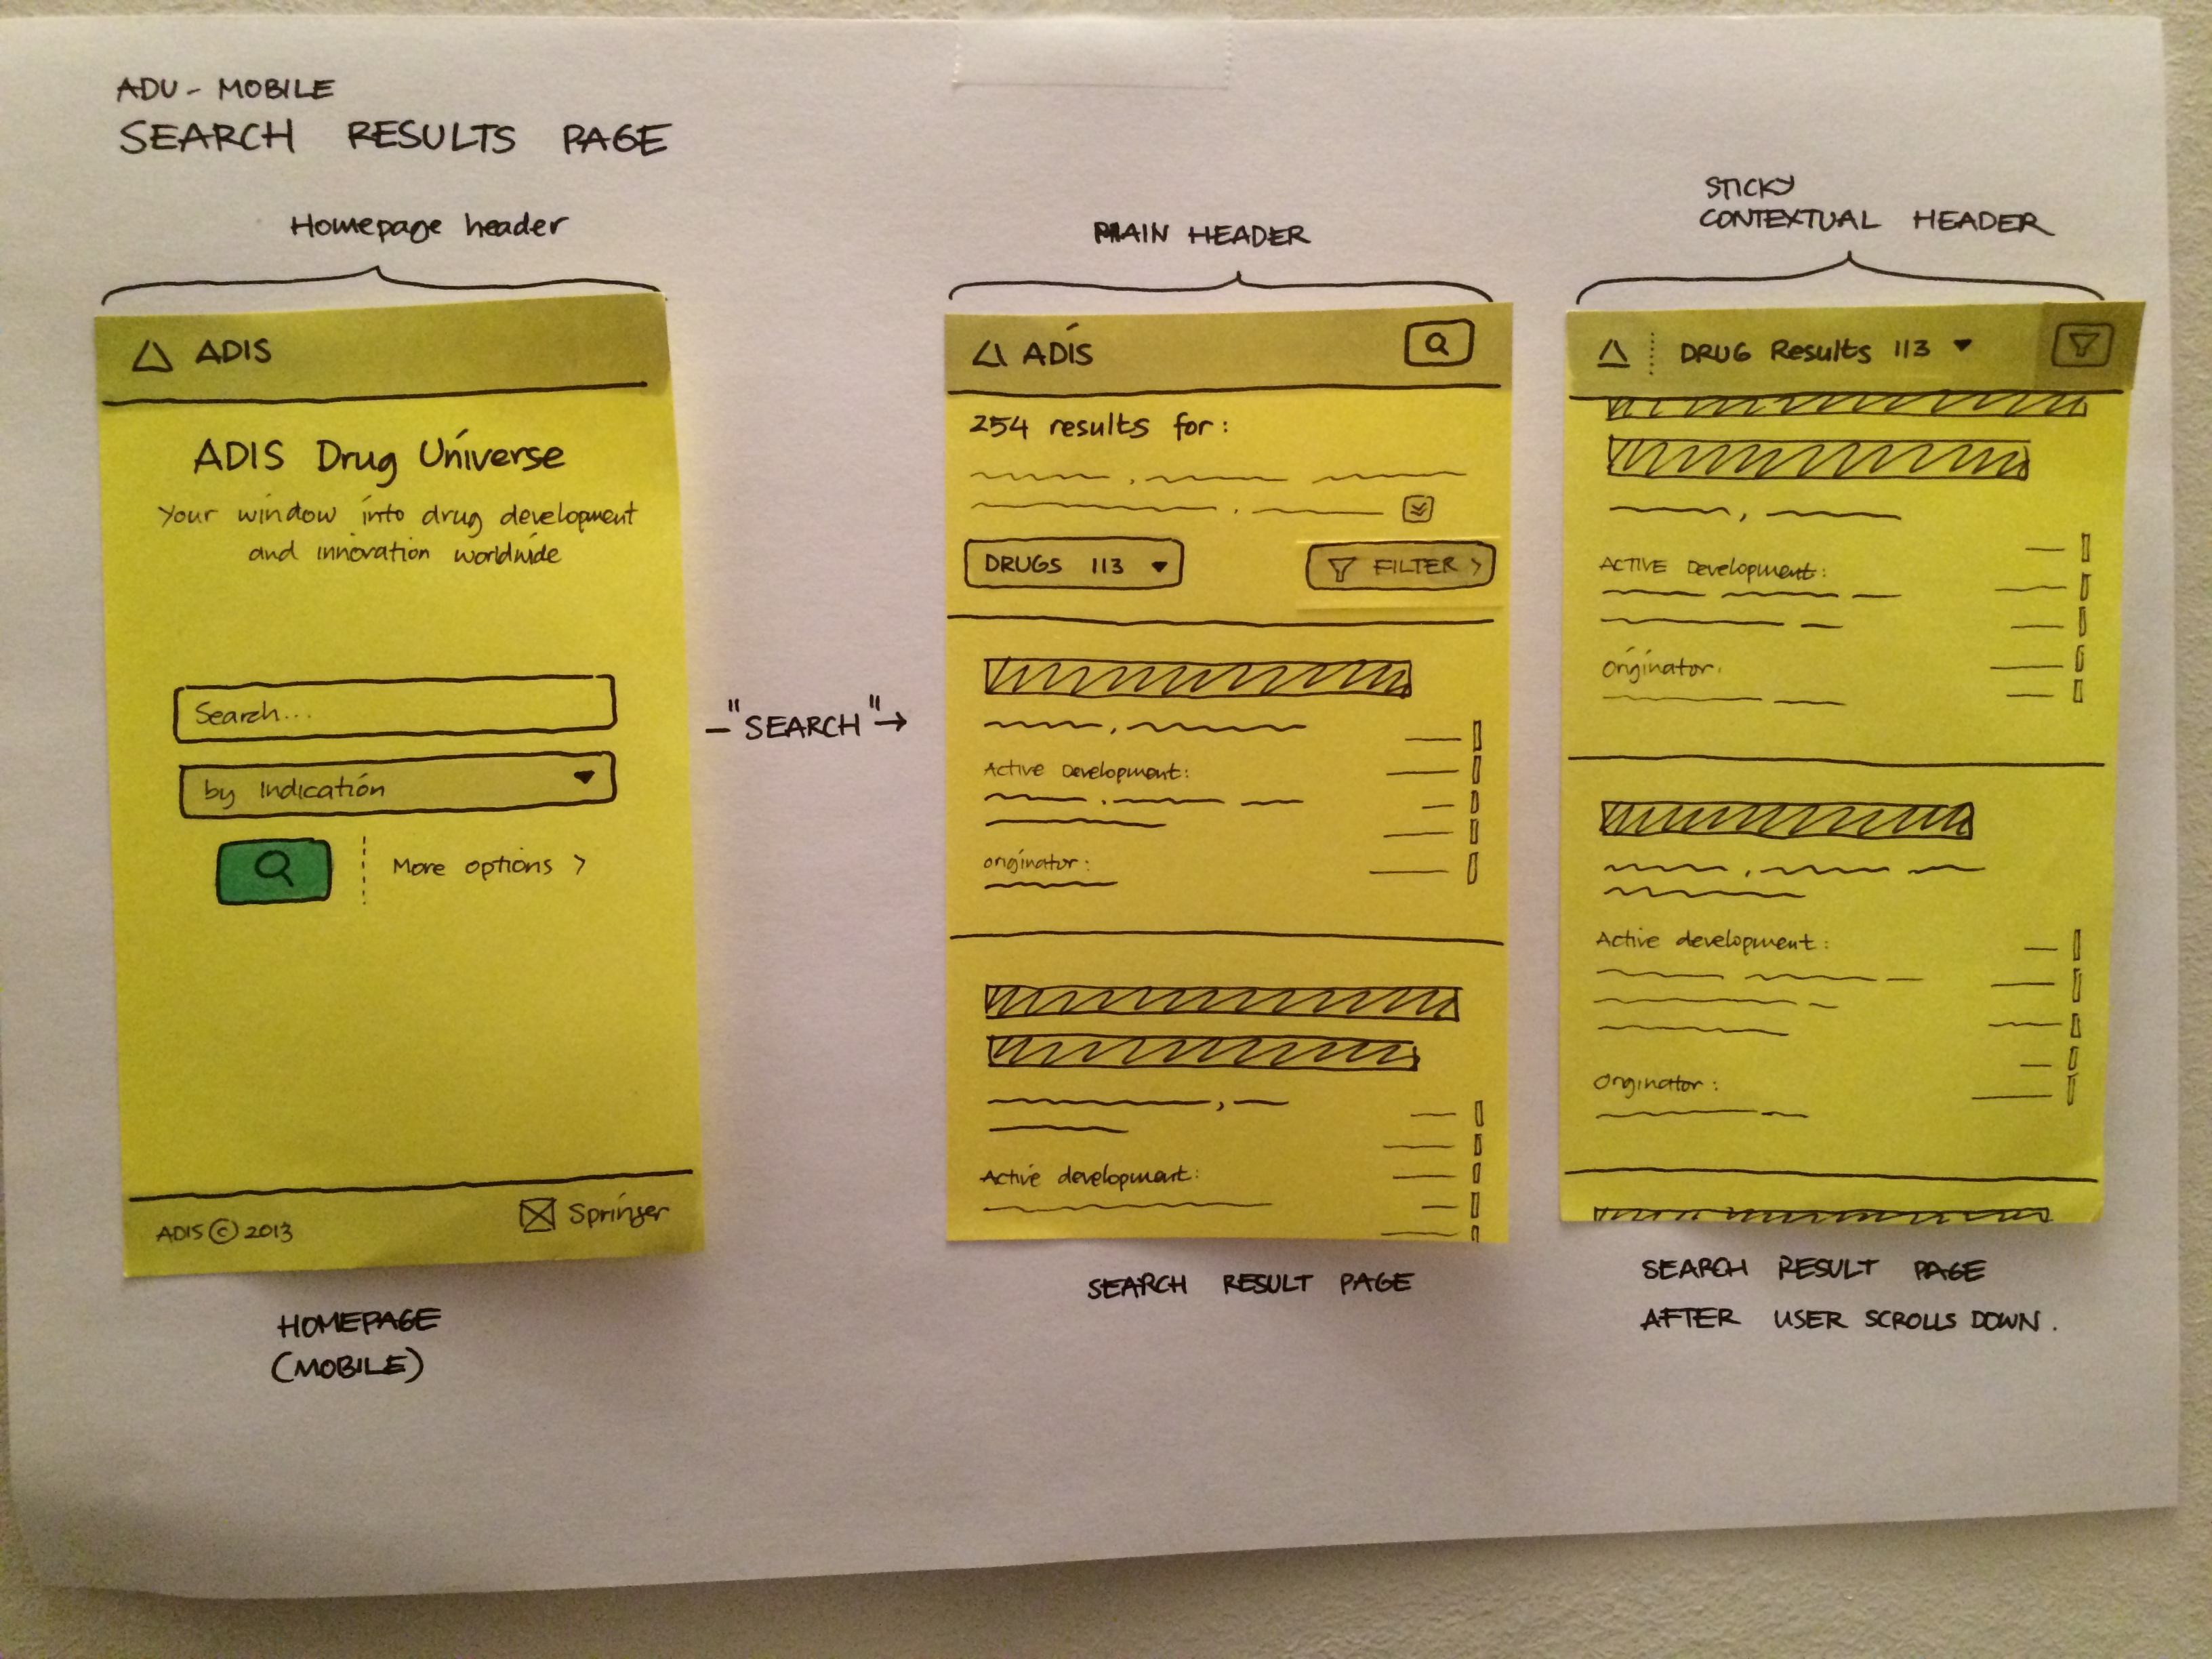 ADU - MOBILE
SEARCH RESULTS PAGE
Homepage header
ADIS
ADIS Drug Universe
Your window into drug development
and innovation worldwide
Search...
by Indication
More options >
ADIS © 2013
Springer
HOMEPAGE
(MOBILE)
"SEARCH"
MAIN HEADER
ADIS
254 results for:
DRUGS 113
FILTER >
Active Development:
originator:
Active development:
SEARCH RESULT PAGE
STICKY
CONTEXTUAL HEADER
DRUG Results 113
ACTIVE Development:
Originator:
Active development:
Orginator:
SEARCH RESULT PAGE
AFTER USER SCROLLS DOWN.